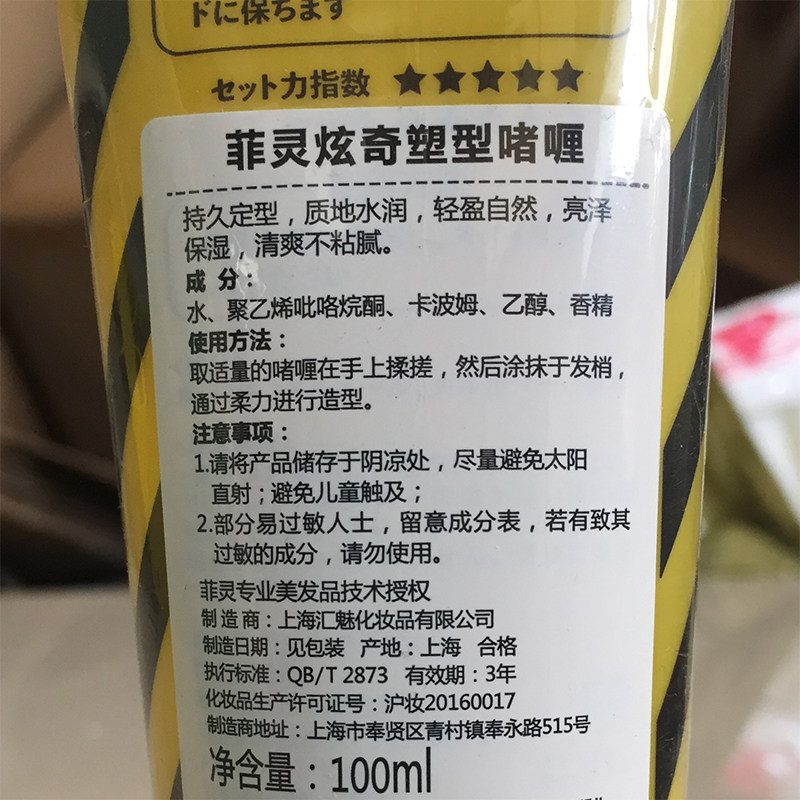 ドに保ちます
セット力指数 ★★★★★
菲灵炫奇塑型啫喱
持久定型，质地水润，轻盈自然，亮泽
保湿，清爽不粘腻。
成 分：
水、聚乙烯吡咯烷酮、卡波姆、乙醇、香精
使用方法：
取适量的啫喱在手上揉搓，然后涂抹于发梢，
通过柔力进行造型。
注意事项：
1.请将产品储存于阴凉处，尽量避免太阳
直射；避免儿童触及；
2.部分易过敏人士，留意成分表，若有致其
过敏的成分，请勿使用。
菲灵专业美发品技术授权
制 造 商：上海汇魅化妆品有限公司
制造日期：见包装 产地：上海 合格
执行标准：QB/T 2873 有效期：3年
化妆品生产许可证号：沪妆20160017
制造商地址：上海市奉贤区青村镇奉永路515号
净含量：100ml